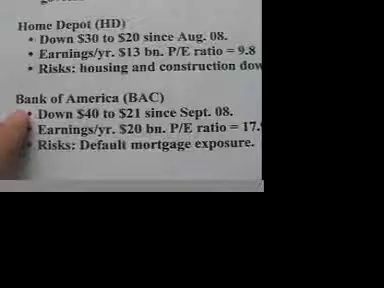 Home Depot (HD)
• Down $30 to $20 since Aug. 08.
• Earnings/yr. $13 bn. P/E ratio = 9.8
• Risks: housing and construction dow
Bank of America (BAC)
• Down $40 to $21 since Sept. 08.
• Earnings/yr. $20 bn. P/E ratio = 17.
• Risks: Default mortgage exposure.